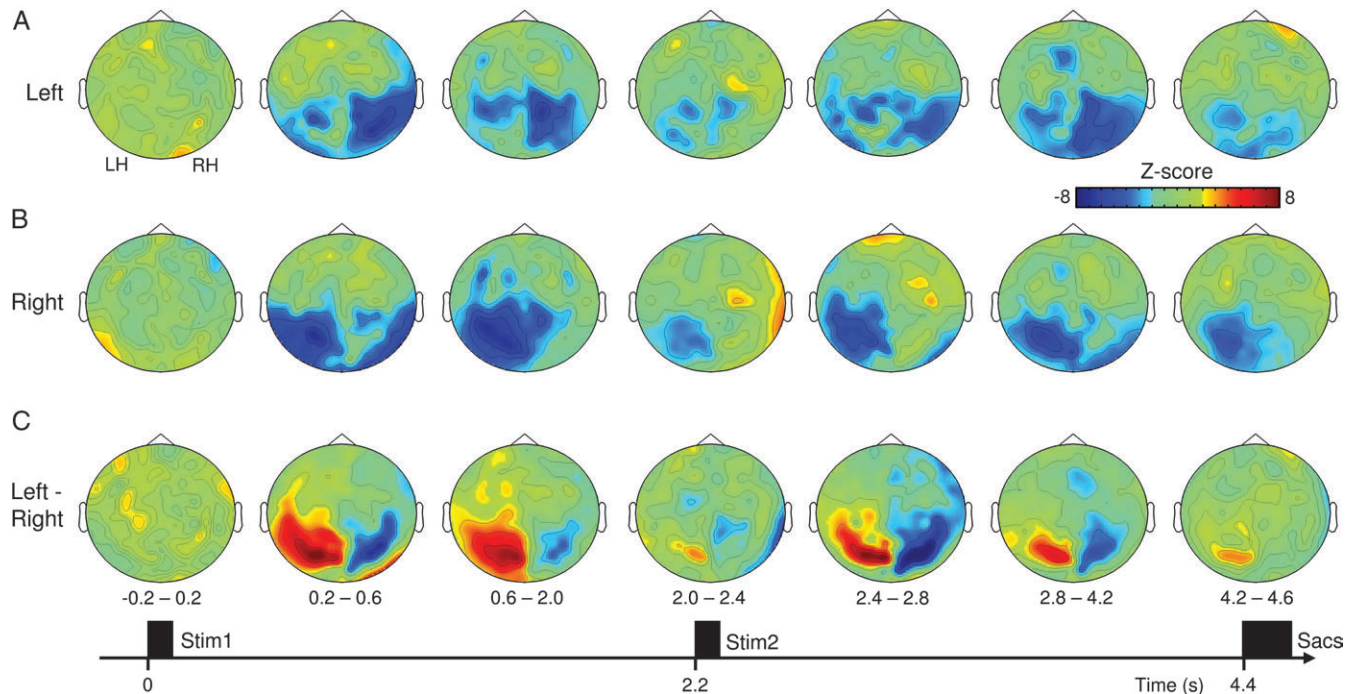 A
Left
LH RH
Z-score
-8 8
B
Right
C
Left -
Right
-0.2 – 0.2 0.2 – 0.6 0.6 – 2.0 2.0 – 2.4 2.4 – 2.8 2.8 – 4.2 4.2 – 4.6
Stim1 Stim2 Sacs
0 2.2 Time (s) 4.4